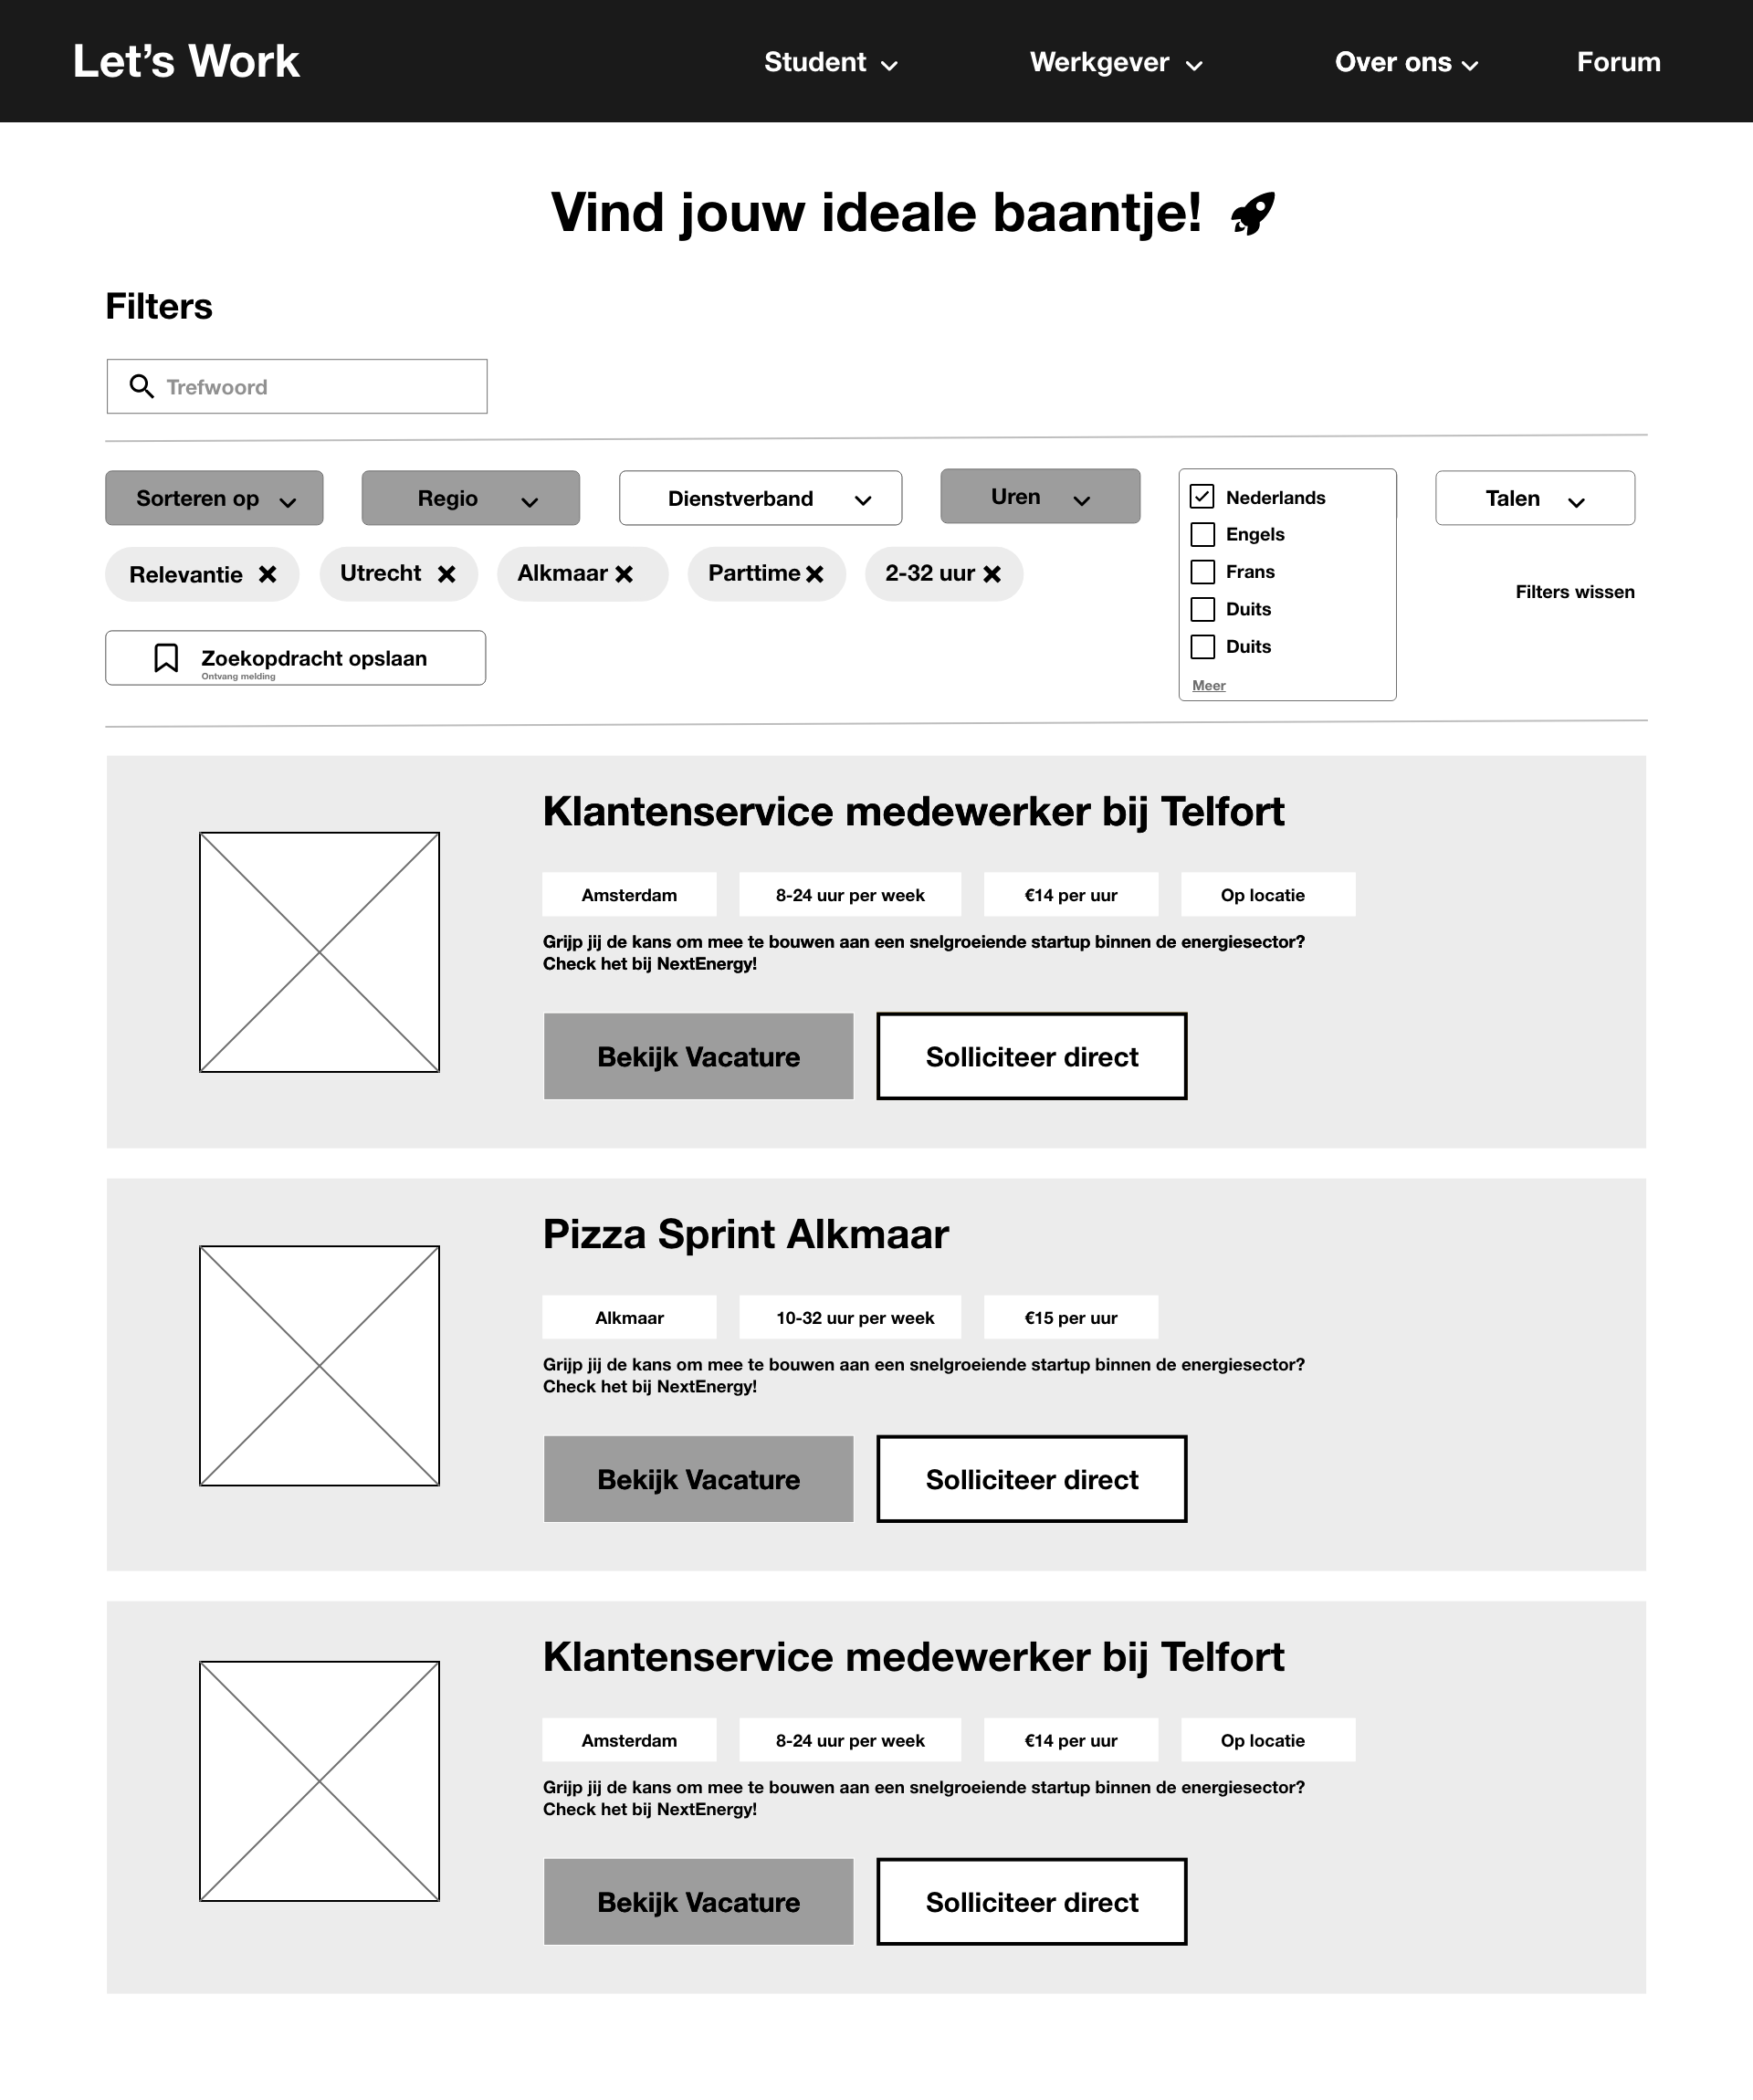 Let's Work
Student
Werkgever
Over ons
Forum
Vind jouw ideale baantje!
Filters
Trefwoord
Sorteren op
Regio
Dienstverband
Uren
Talen
Nederlands
Engels
Frans
Duits
Duits
Meer
Relevantie
Utrecht
Alkmaar
Parttime
2-32 uur
Filters wissen
Zoekopdracht opslaan
Ontvang melding
Klantenservice medewerker bij Telfort
Amsterdam
8-24 uur per week
€14 per uur
Op locatie
Grijp jij de kans om mee te bouwen aan een snelgroeiende startup binnen de energiesector?
Check het bij NextEnergy!
Bekijk Vacature
Solliciteer direct
Pizza Sprint Alkmaar
Alkmaar
10-32 uur per week
€15 per uur
Grijp jij de kans om mee te bouwen aan een snelgroeiende startup binnen de energiesector?
Check het bij NextEnergy!
Bekijk Vacature
Solliciteer direct
Klantenservice medewerker bij Telfort
Amsterdam
8-24 uur per week
€14 per uur
Op locatie
Grijp jij de kans om mee te bouwen aan een snelgroeiende startup binnen de energiesector?
Check het bij NextEnergy!
Bekijk Vacature
Solliciteer direct